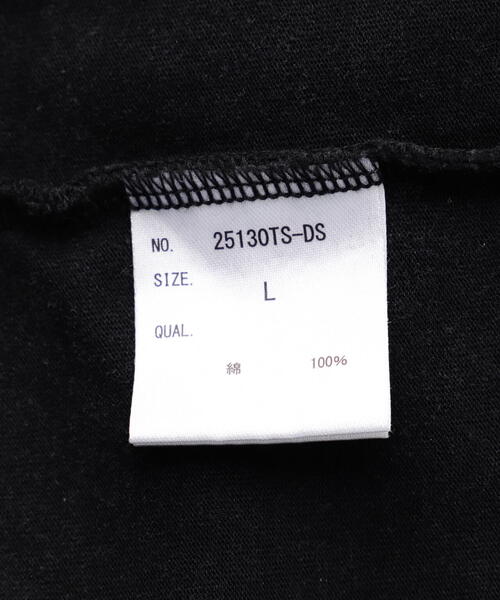 NO. 25130TS-DS
SIZE. L
QUAL.
綿 100%